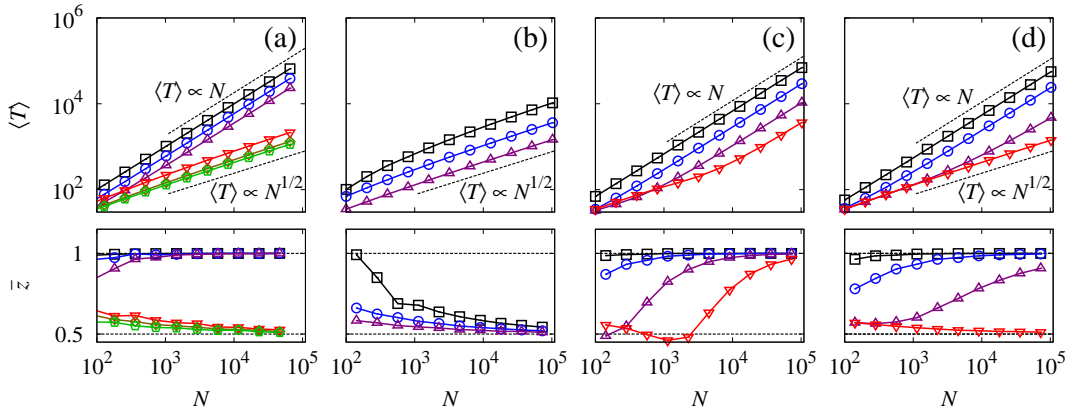 10^6
10^4
10^2
⟨T⟩
(a)
⟨T⟩ ∝ N
⟨T⟩ ∝ N^{1/2}
(b)
⟨T⟩ ∝ N^{1/2}
(c)
⟨T⟩ ∝ N
(d)
⟨T⟩ ∝ N
⟨T⟩ ∝ N^{1/2}
1
0.5
z̄
10^2 10^3 10^4 10^5
10^2 10^3 10^4 10^5
10^2 10^3 10^4 10^5
10^2 10^3 10^4 10^5
N N N N